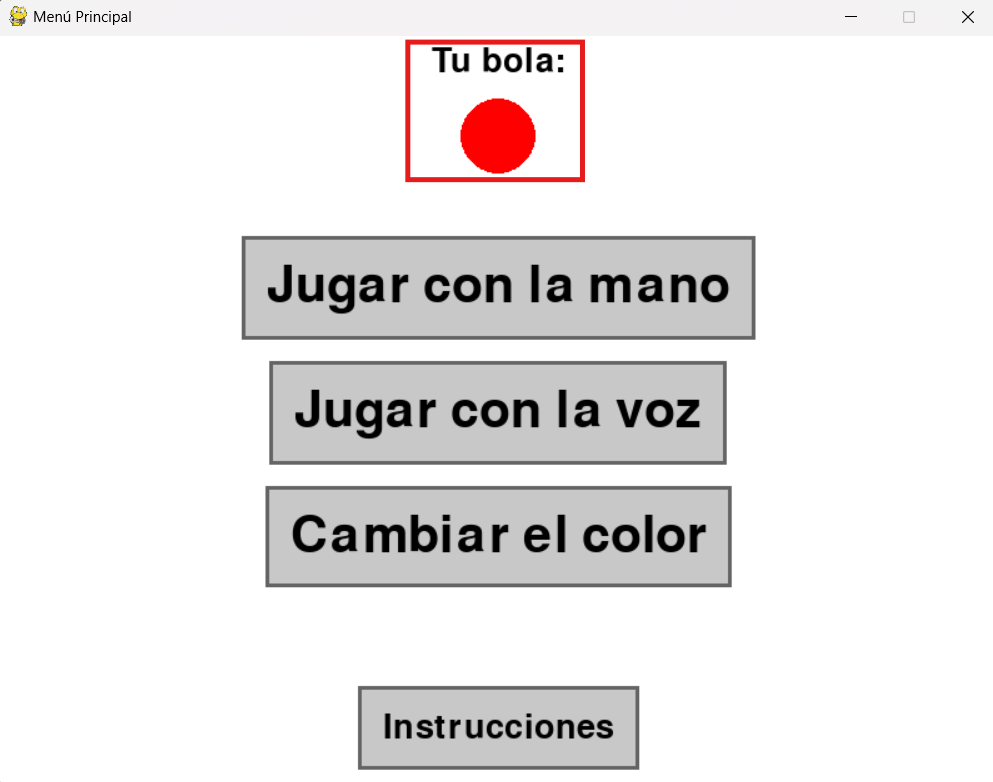 Menú Principal
Tu bola:
Jugar con la mano
Jugar con la voz
Cambiar el color
Instrucciones